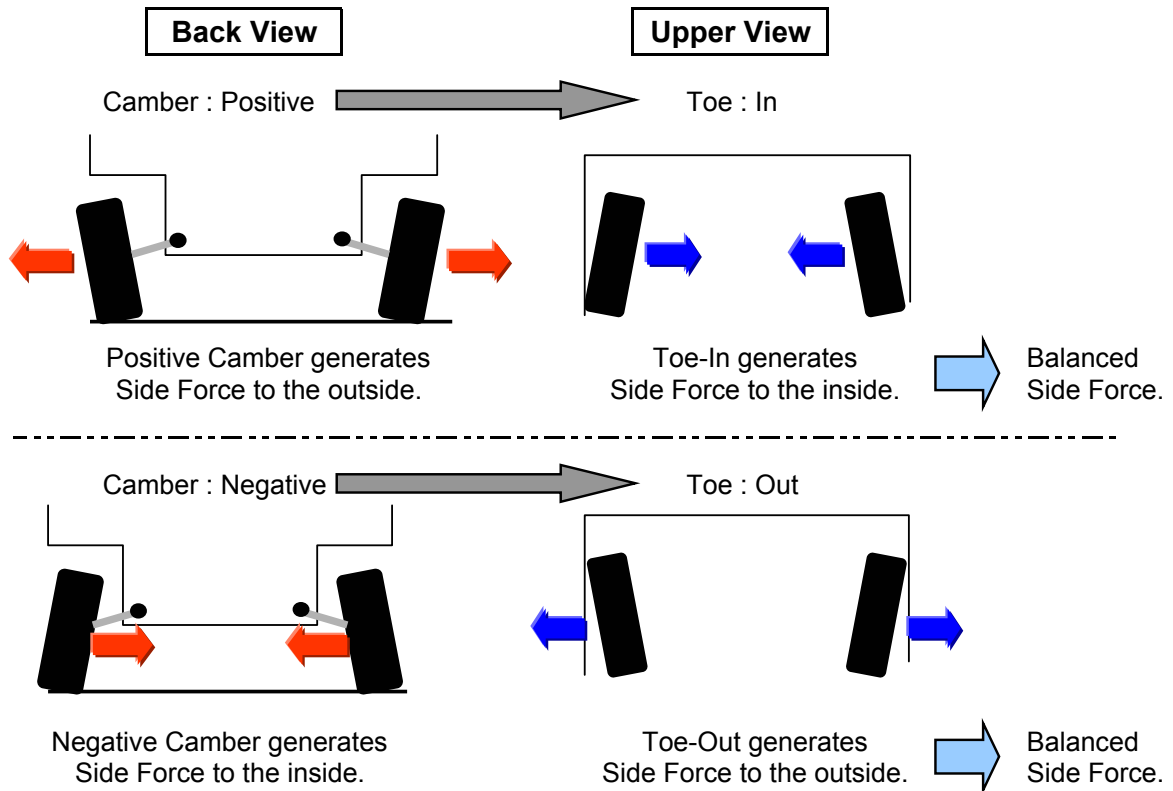 Back View
Upper View
Camber : Positive
Toe : In
Positive Camber generates
Side Force to the outside.
Toe-In generates
Side Force to the inside.
Balanced
Side Force.
Camber : Negative
Toe : Out
Negative Camber generates
Side Force to the inside.
Toe-Out generates
Side Force to the outside.
Balanced
Side Force.